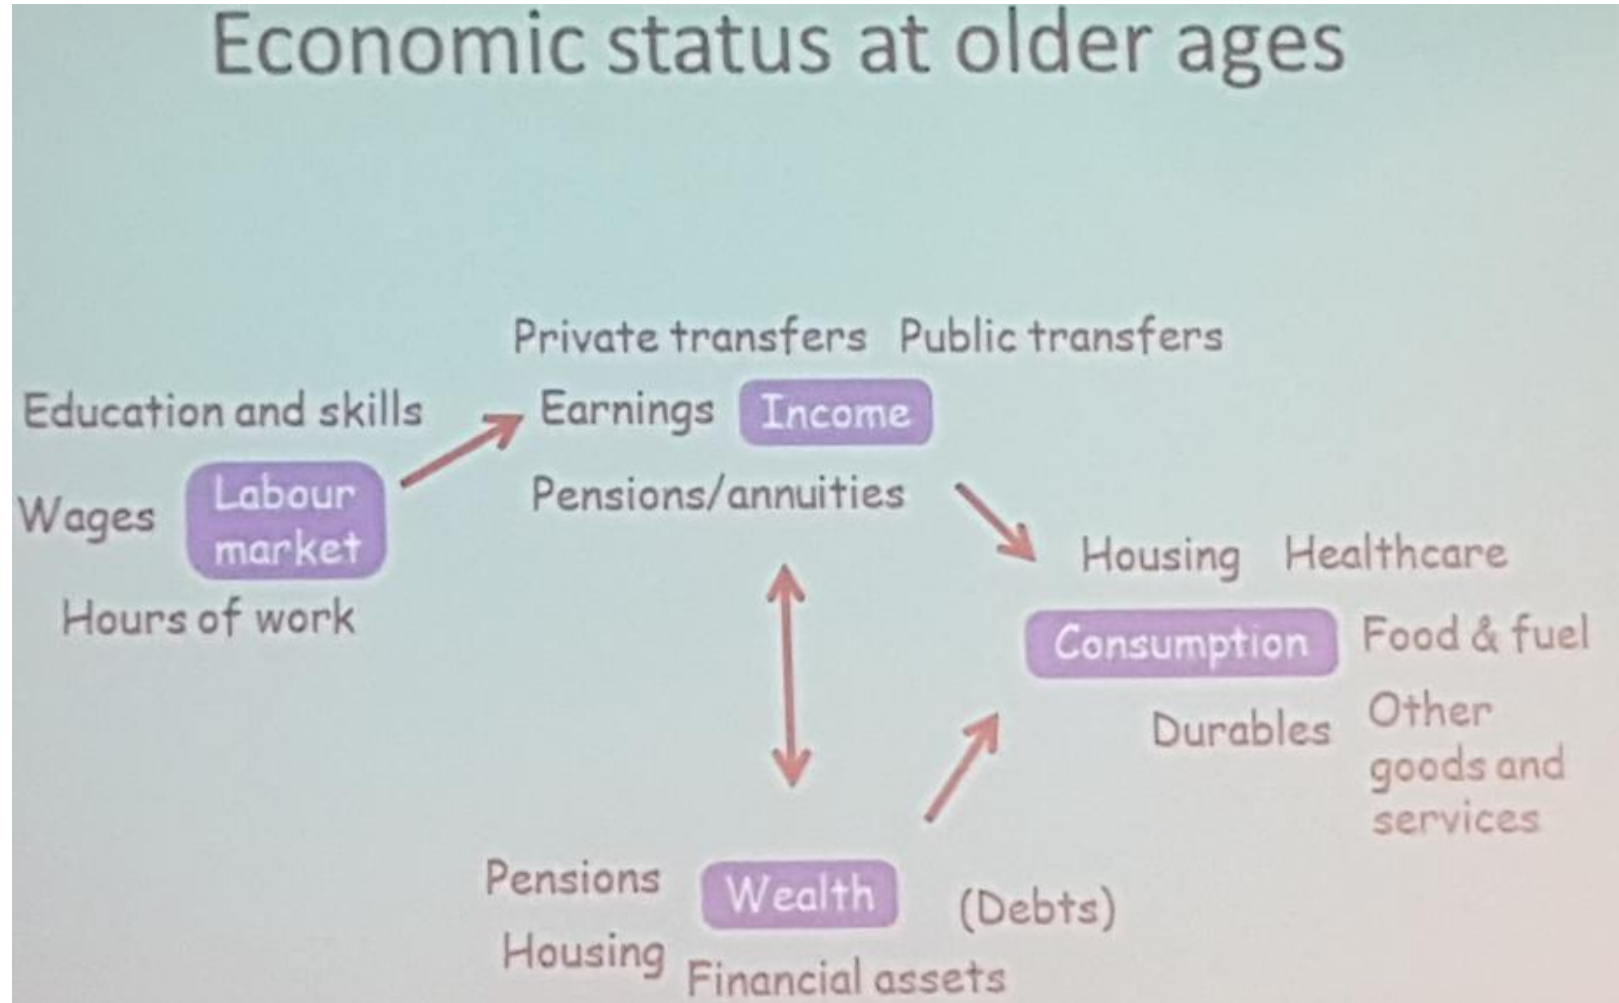 Economic status at older ages
Private transfers Public transfers
Education and skills
Earnings Income
Wages
Labour
market
Pensions/annuities
Hours of work
Housing Healthcare
Consumption
Food & fuel
Durables
Other
goods and
services
Pensions
Wealth
(Debts)
Housing
Financial assets